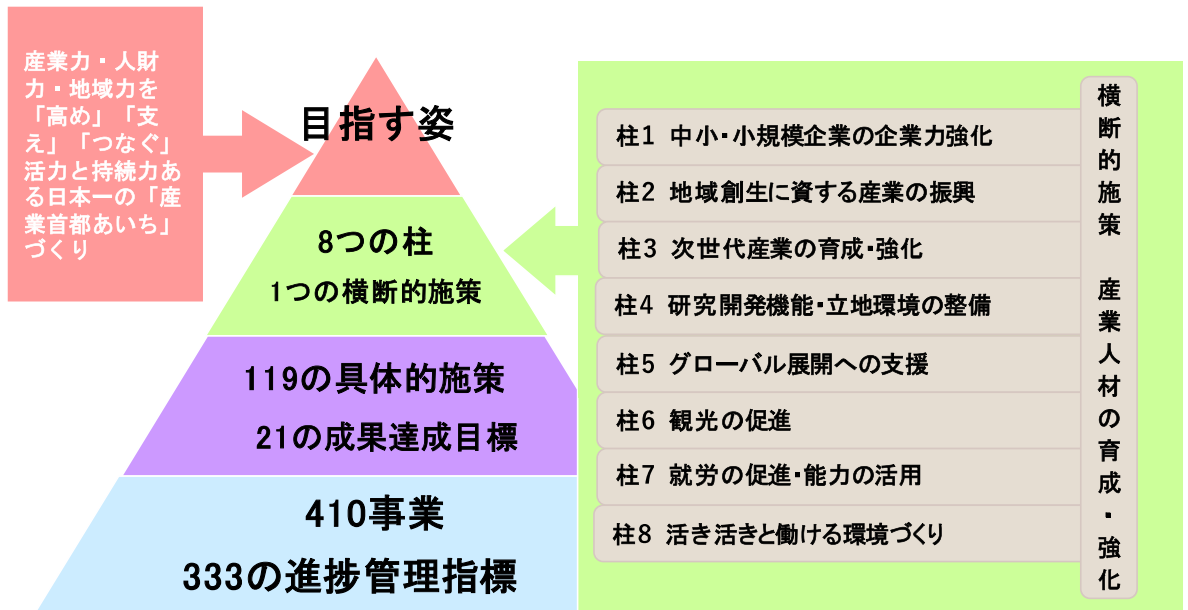 産業力・人財
力・地域力を
「高め」「支
え」「つなぐ」
活力と持続力あ
る日本一の「産
業首都あいち」
づくり
目指す姿
8つの柱
1つの横断的施策
119の具体的施策
21の成果達成目標
410事業
333の進捗管理指標
柱1 中小・小規模企業の企業力強化
柱2 地域創生に資する産業の振興
柱3 次世代産業の育成・強化
柱4 研究開発機能・立地環境の整備
柱5 グローバル展開への支援
柱6 観光の促進
柱7 就労の促進・能力の活用
柱8 活き活きと働ける環境づくり
横断的施策 産業人材の育成・強化